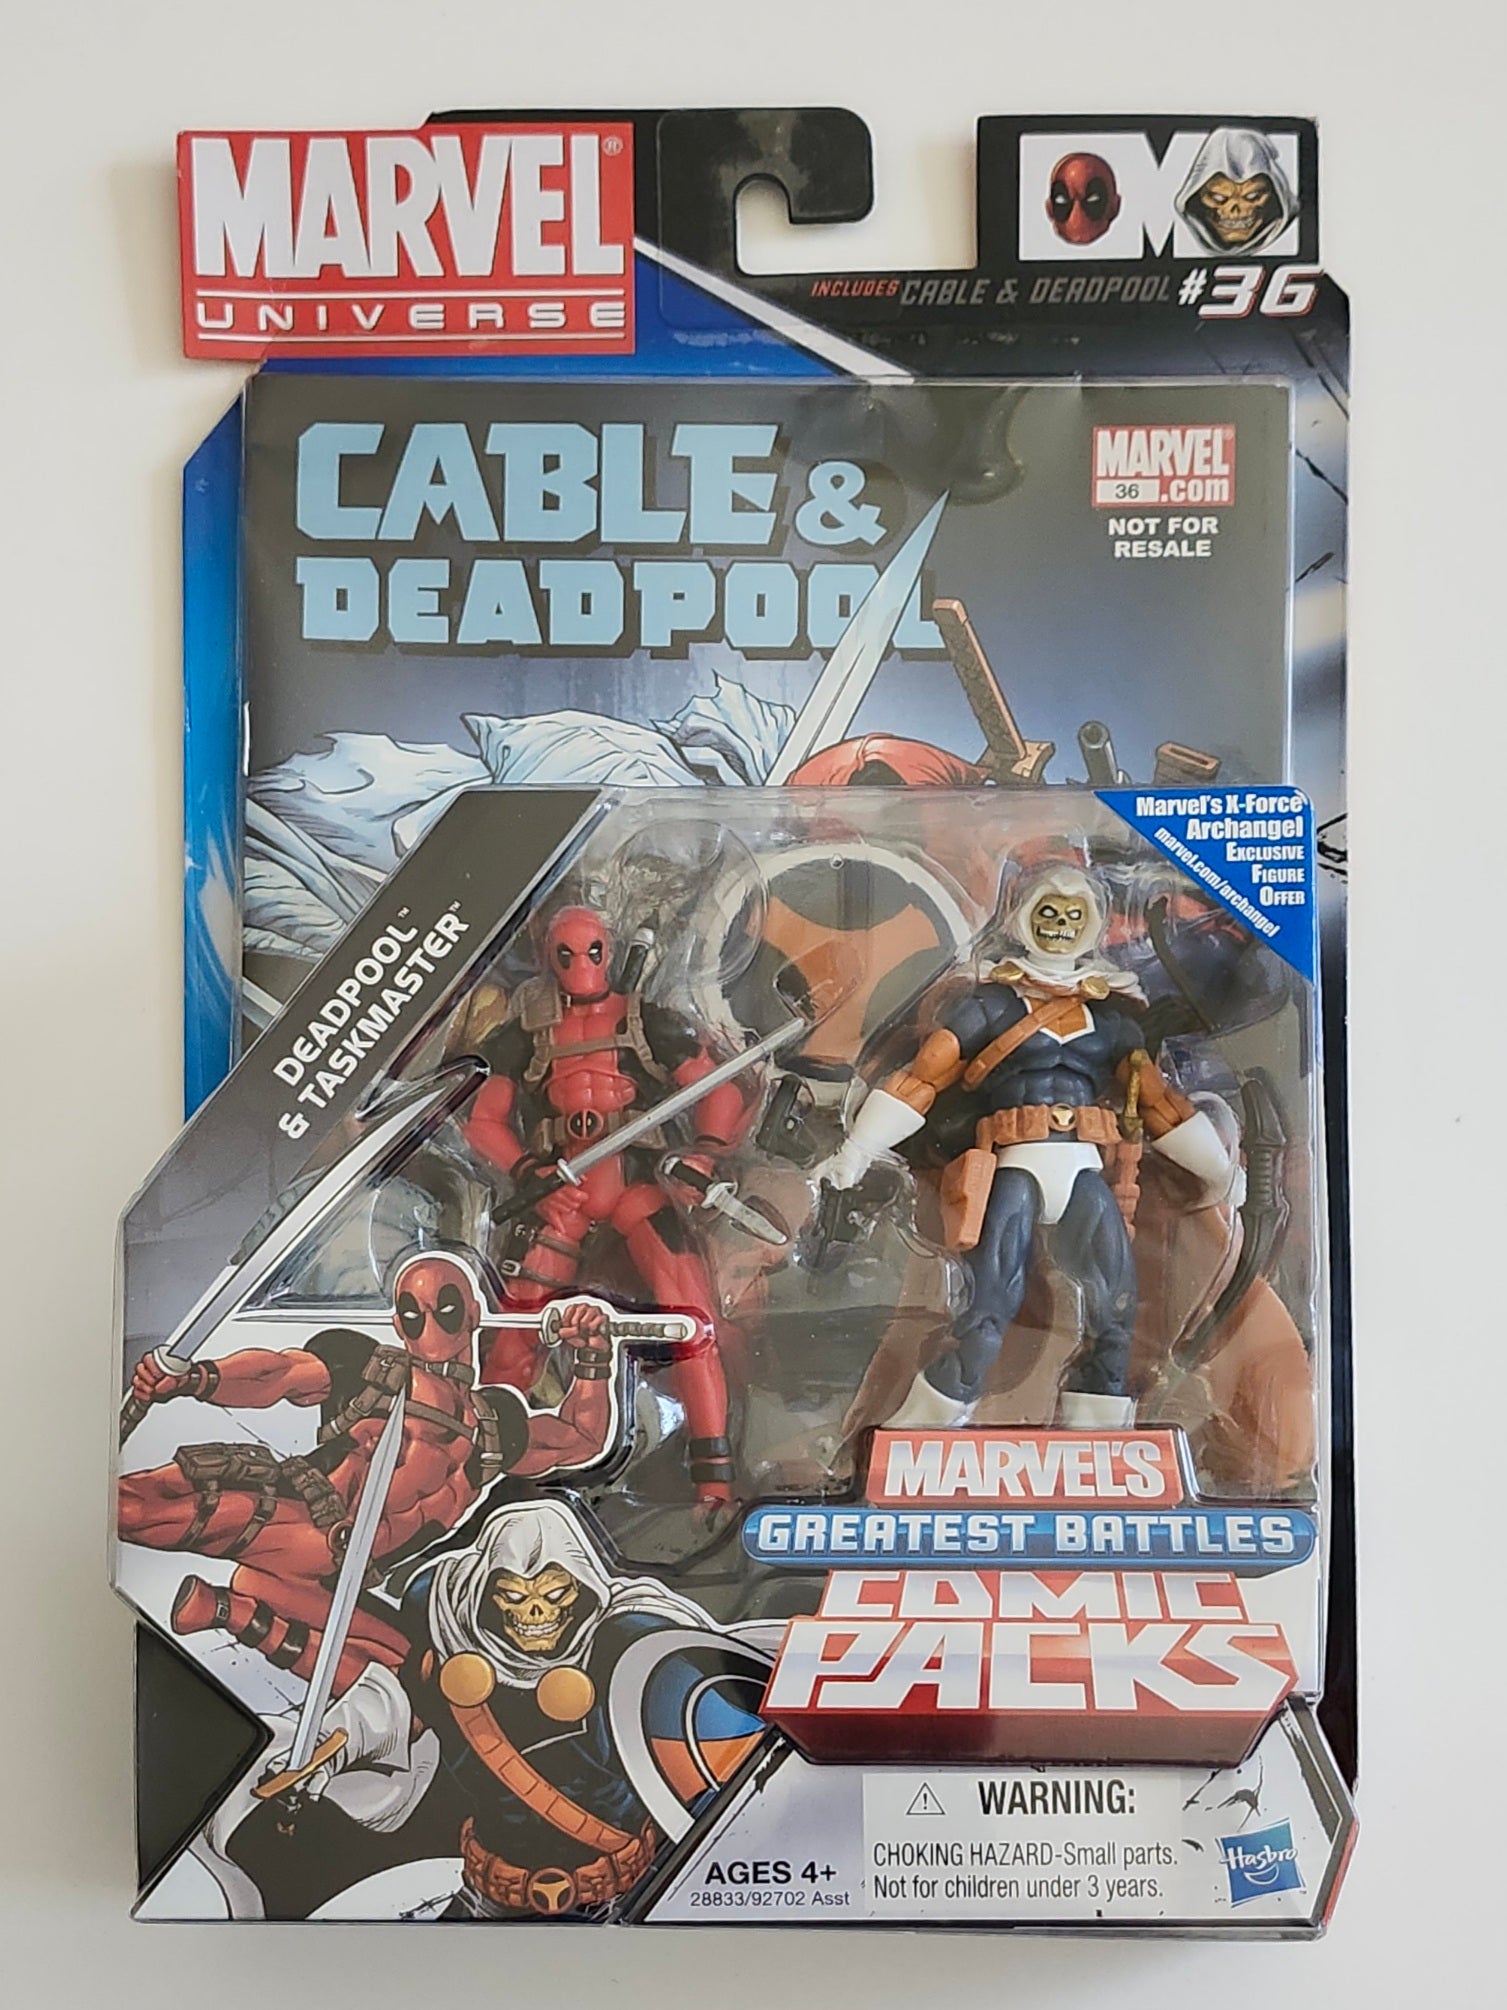 MARVEL®
UNIVERSE
INCLUDES CABLE & DEADPOOL #36
CABLE &
DEADPOOL
MARVEL
36 .com
NOT FOR
RESALE
Marvel's X-Force
Archangel
EXCLUSIVE
FIGURE
OFFER
marvel.com/archangel
DEADPOOL™
& TASKMASTER™
MARVEL'S
GREATEST BATTLES
COMIC
PACKS
WARNING:
CHOKING HAZARD-Small parts.
Not for children under 3 years.
AGES 4+
28833/92702 Asst
Hasbro